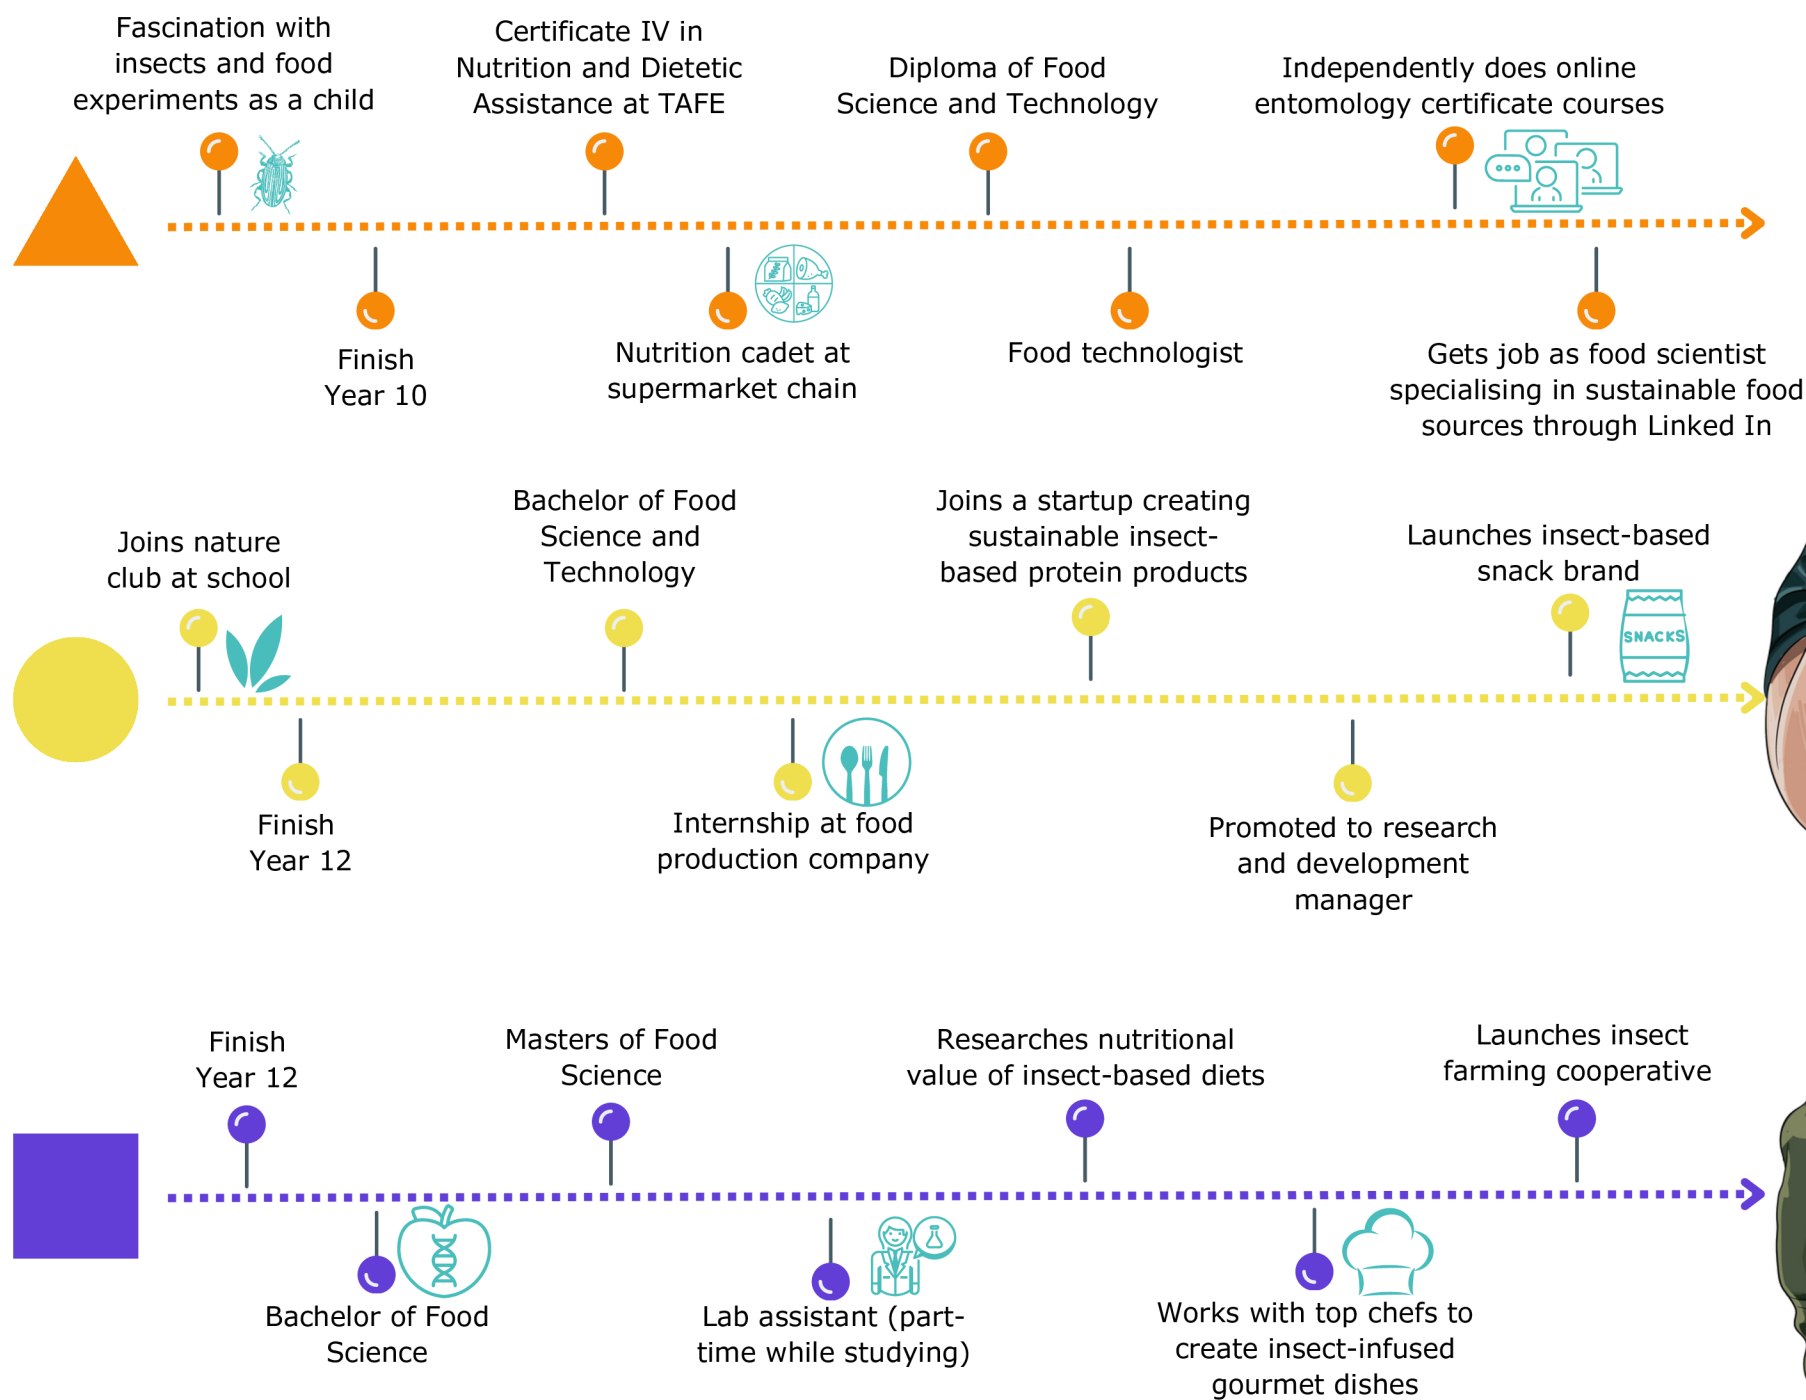 Fascination with
insects and food
experiments as a child
Certificate IV in
Nutrition and Dietetic
Assistance at TAFE
Diploma of Food
Science and Technology
Independently does online
entomology certificate courses
Finish
Year 10
Nutrition cadet at
supermarket chain
Food technologist
Gets job as food scientist
specialising in sustainable food
sources through Linked In
Joins nature
club at school
Bachelor of Food
Science and
Technology
Joins a startup creating
sustainable insect-
based protein products
Launches insect-based
snack brand
SNACKS
Finish
Year 12
Internship at food
production company
Promoted to research
and development
manager
Finish
Year 12
Masters of Food
Science
Researches nutritional
value of insect-based diets
Launches insect
farming cooperative
Bachelor of Food
Science
Lab assistant (part-
time while studying)
Works with top chefs to
create insect-infused
gourmet dishes